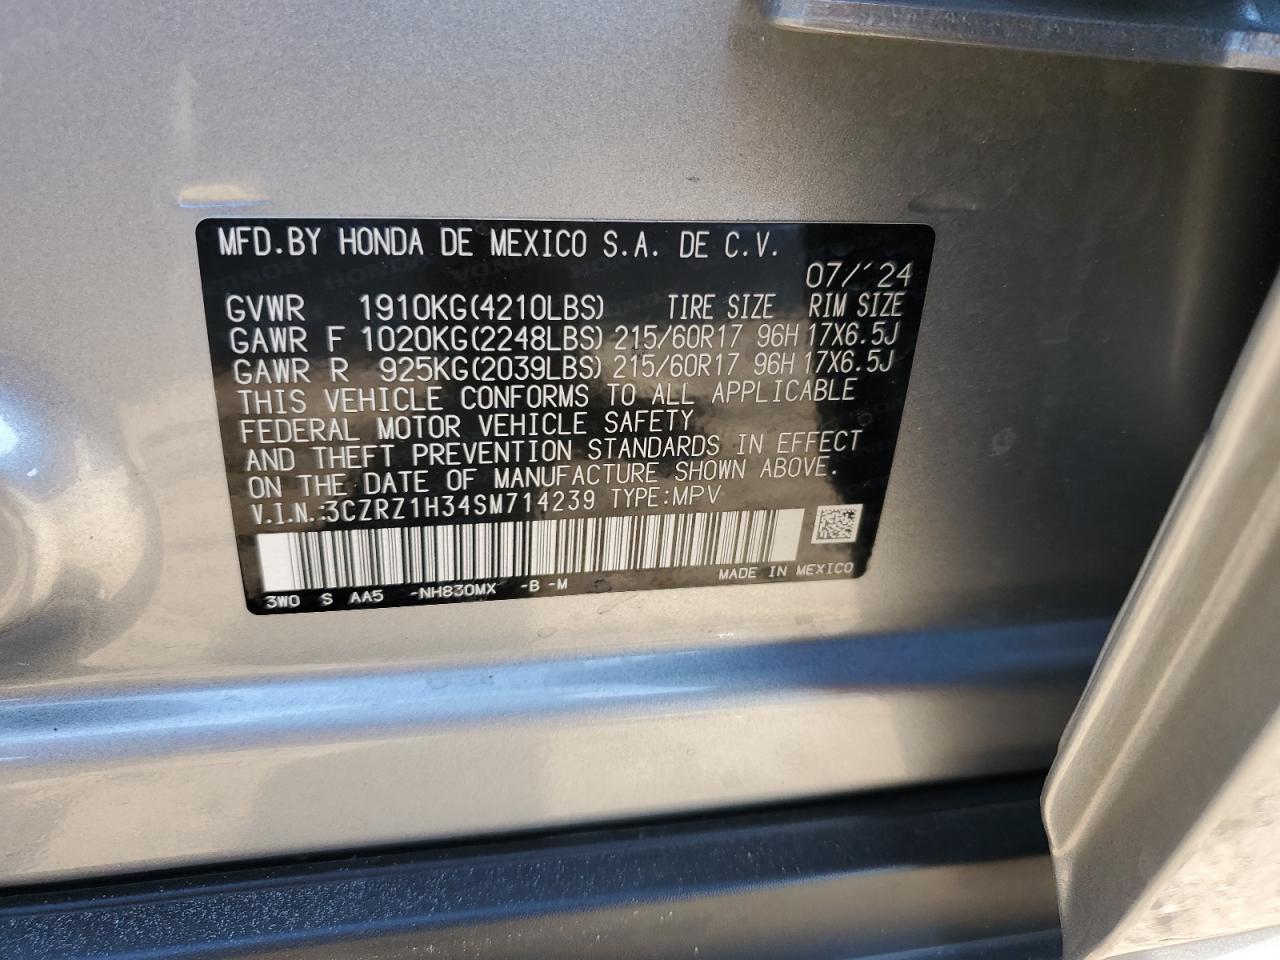 MFD.BY HONDA DE MEXICO S.A. DE C.V.
07/'24
GVWR 1910KG(4210LBS) TIRE SIZE RIM SIZE
GAWR F 1020KG(2248LBS) 215/60R17 96H 17X6.5J
GAWR R 925KG(2039LBS) 215/60R17 96H 17X6.5J
THIS VEHICLE CONFORMS TO ALL APPLICABLE
FEDERAL MOTOR VEHICLE SAFETY
AND THEFT PREVENTION STANDARDS IN EFFECT
ON THE DATE OF MANUFACTURE SHOWN ABOVE.
V.I.N.:3CZRZ1H34SM714239 TYPE:MPV
3W0 S AA5 -NH830MX -B -M MADE IN MEXICO